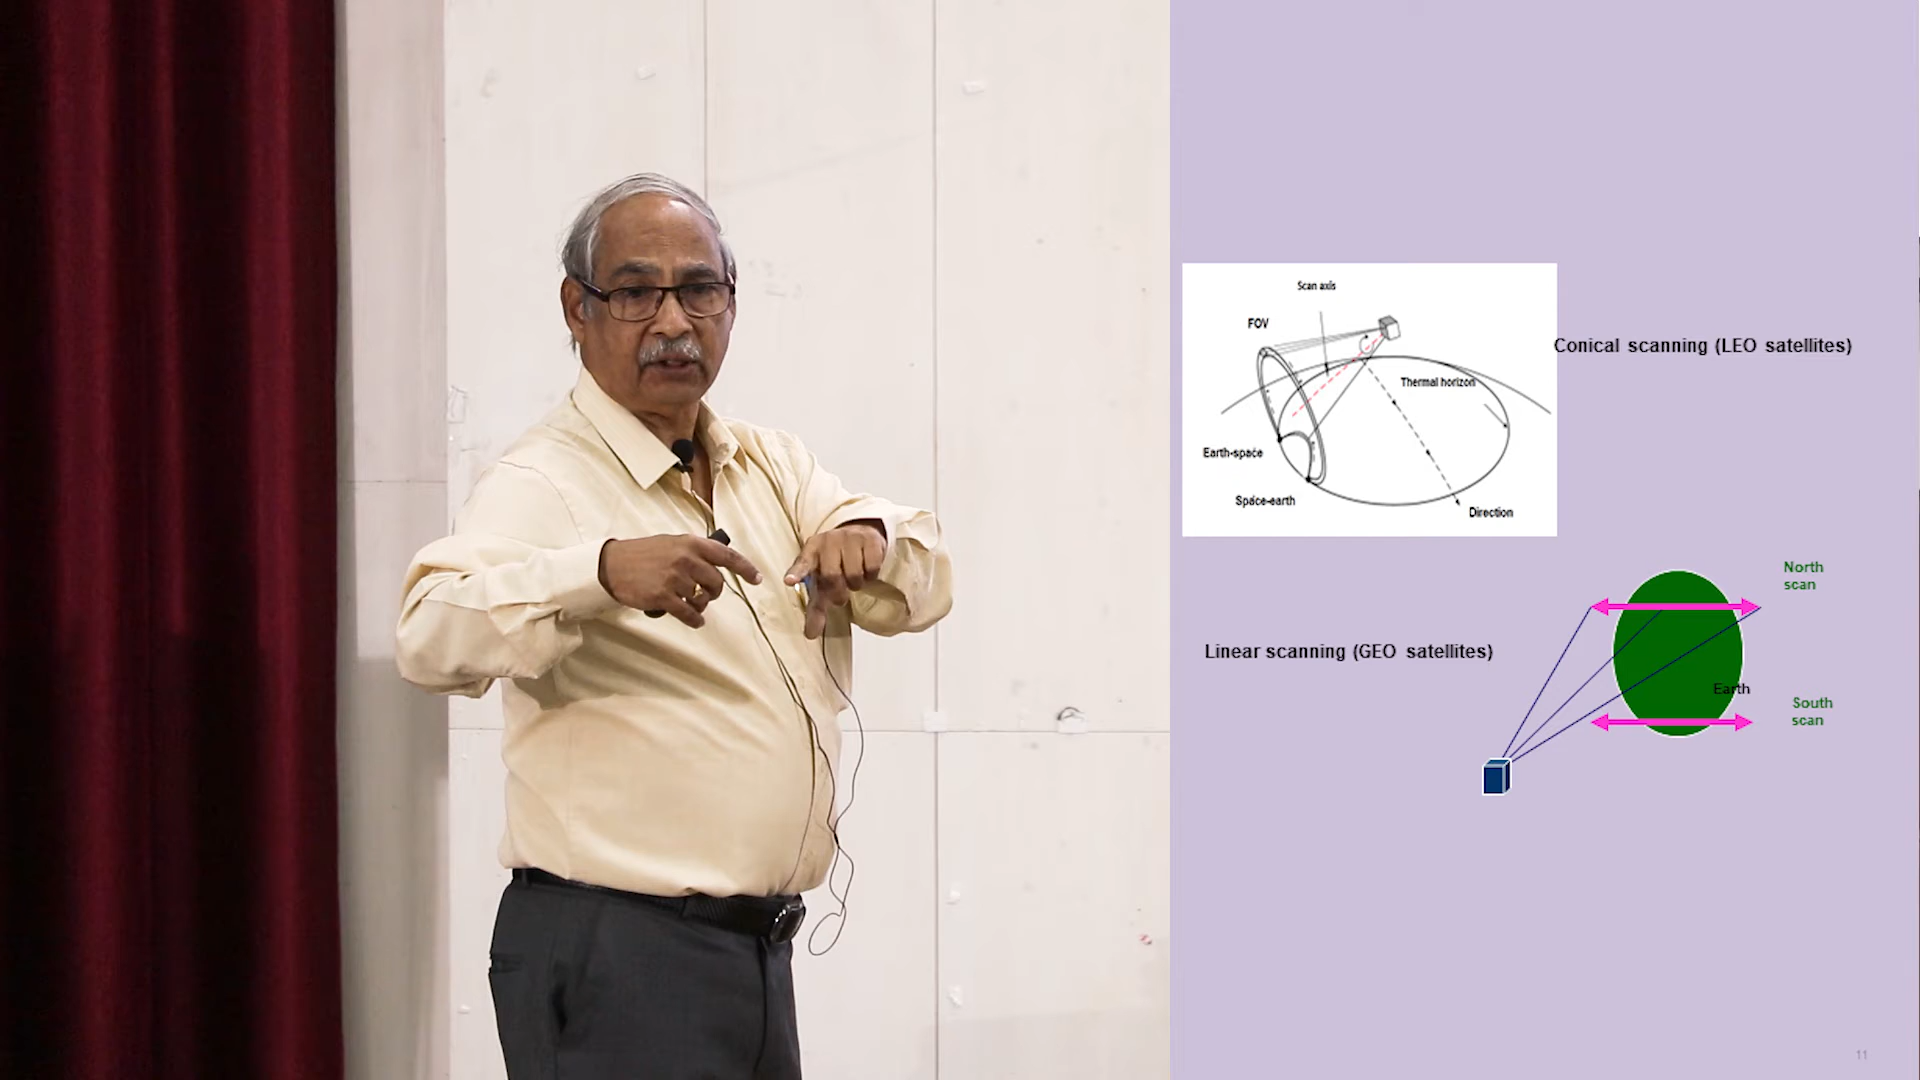 Scan axis
FOV
Conical scanning (LEO satellites)
Thermal horizon
Earth-space
Space-earth
Direction
North
scan
Linear scanning (GEO satellites)
Earth
South
scan
11